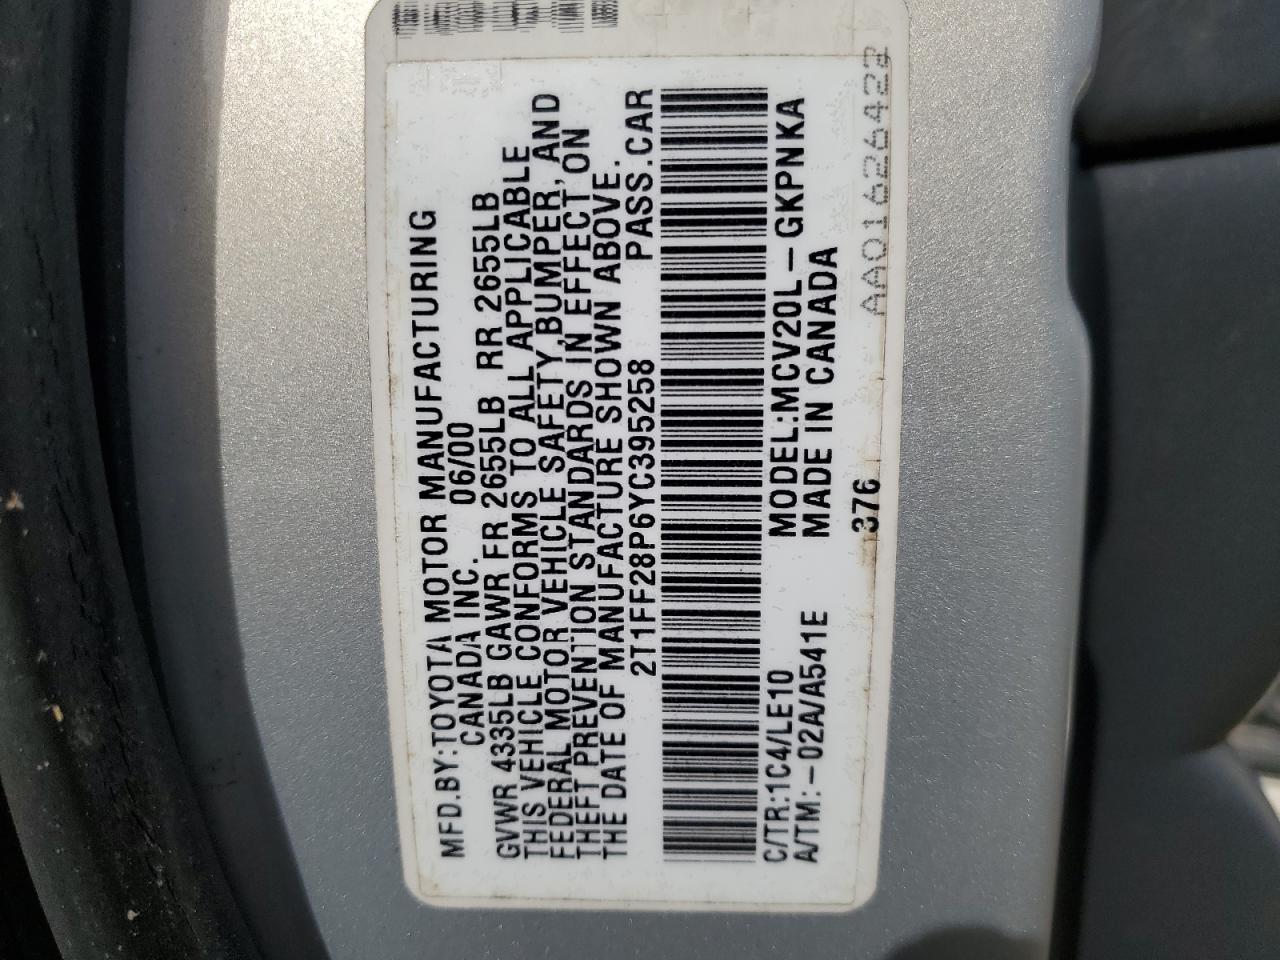 MFD.BY:TOYOTA MOTOR MANUFACTURING
CANADA INC. 06/00
GVWR 4335LB GAWR FR 2655LB RR 2655LB
THIS VEHICLE CONFORMS TO ALL APPLICABLE
FEDERAL MOTOR VEHICLE SAFETY,BUMPER, AND
THEFT PREVENTION STANDARDS IN EFFECT ON
THE DATE OF MANUFACTURE SHOWN ABOVE.
2T1FF28P6YC395258 PASS.CAR
C/TR:1C4/LE10 MODEL:MCV20L-GKPNKA
A/TM:-02A/A541E MADE IN CANADA
376 AA01626422